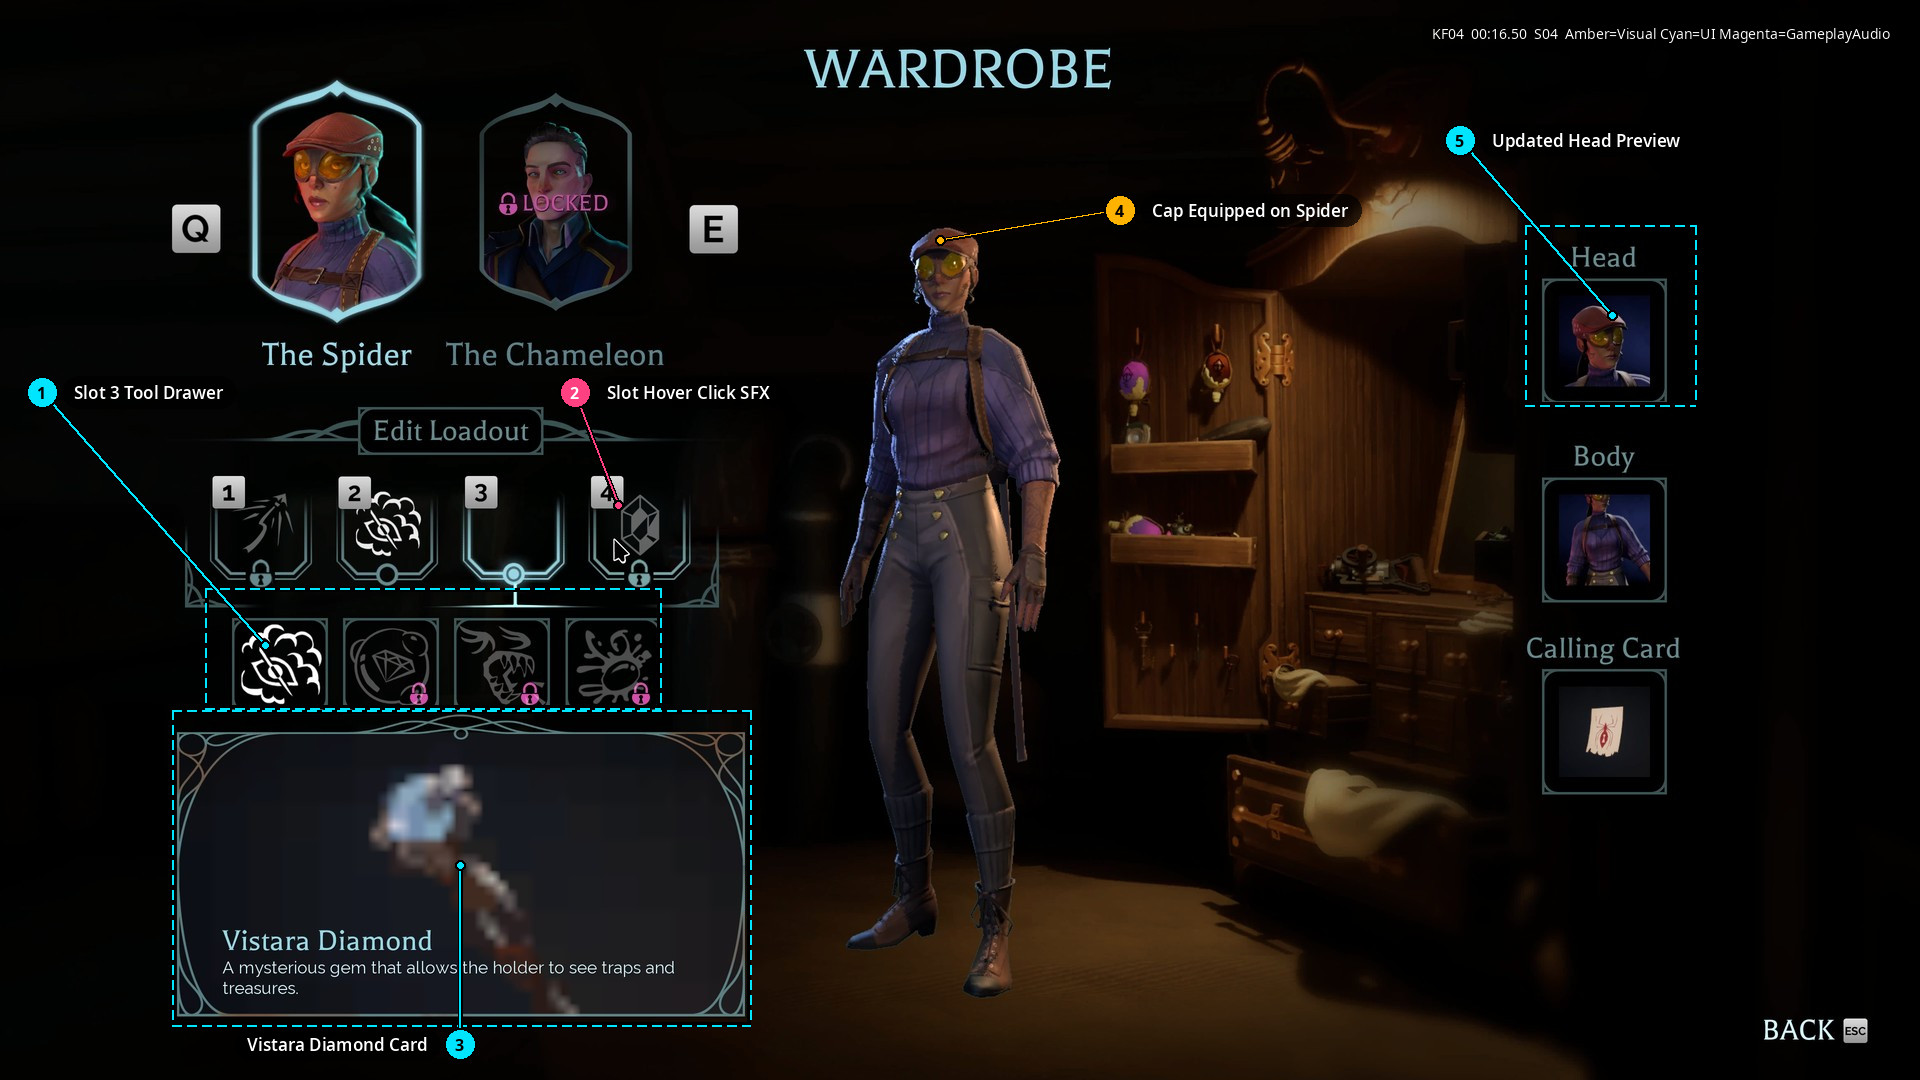 KF04 00:16.50 S04 Amber=Visual Cyan=UI Magenta=GameplayAudio
WARDROBE
5 Updated Head Preview
LOCKED
Q
E
4 Cap Equipped on Spider
Head
The Spider
The Chameleon
1 Slot 3 Tool Drawer
2 Slot Hover Click SFX
Edit Loadout
Body
1
2
3
4
Calling Card
Vistara Diamond
A mysterious gem that allows the holder to see traps and
treasures.
Vistara Diamond Card 3
BACK ESC